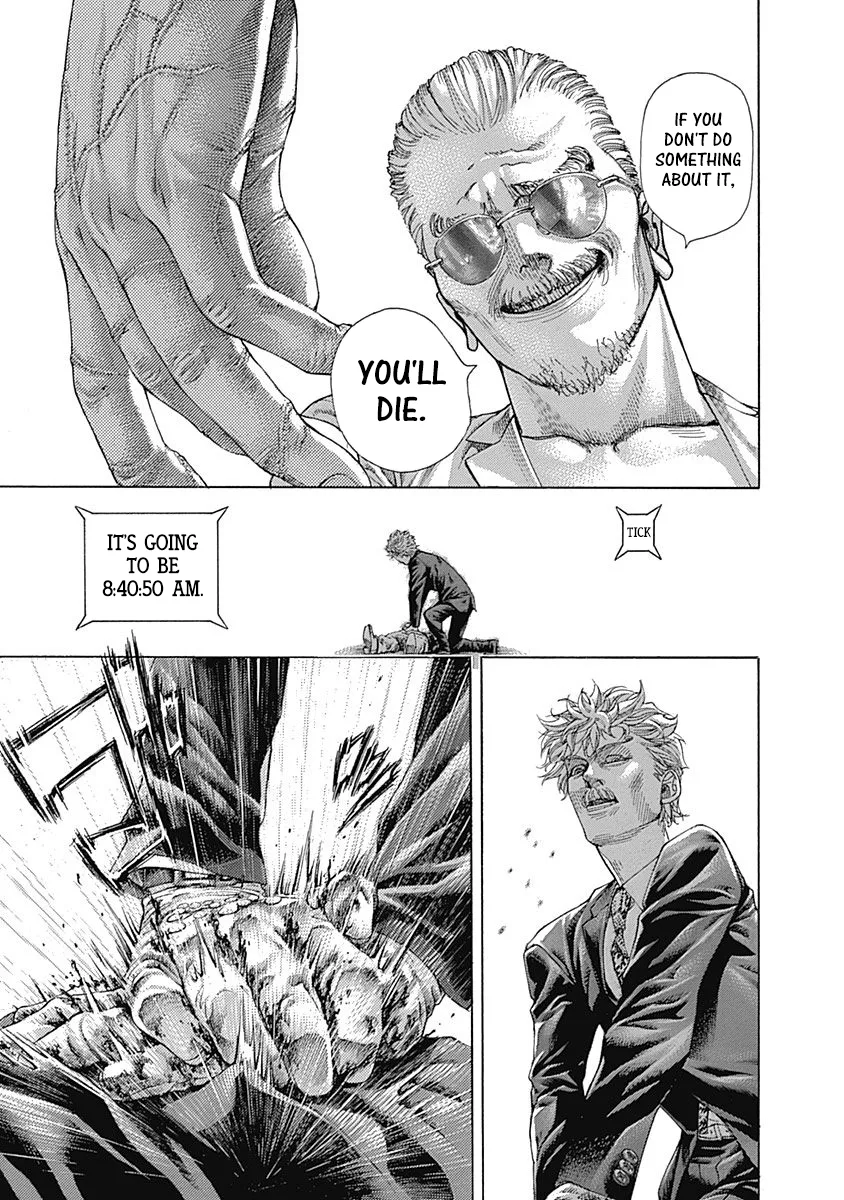 IF YOU
DON'T DO
SOMETHING
ABOUT IT,
YOU'LL
DIE.
TICK
IT'S GOING
TO BE
8:40:50 AM.